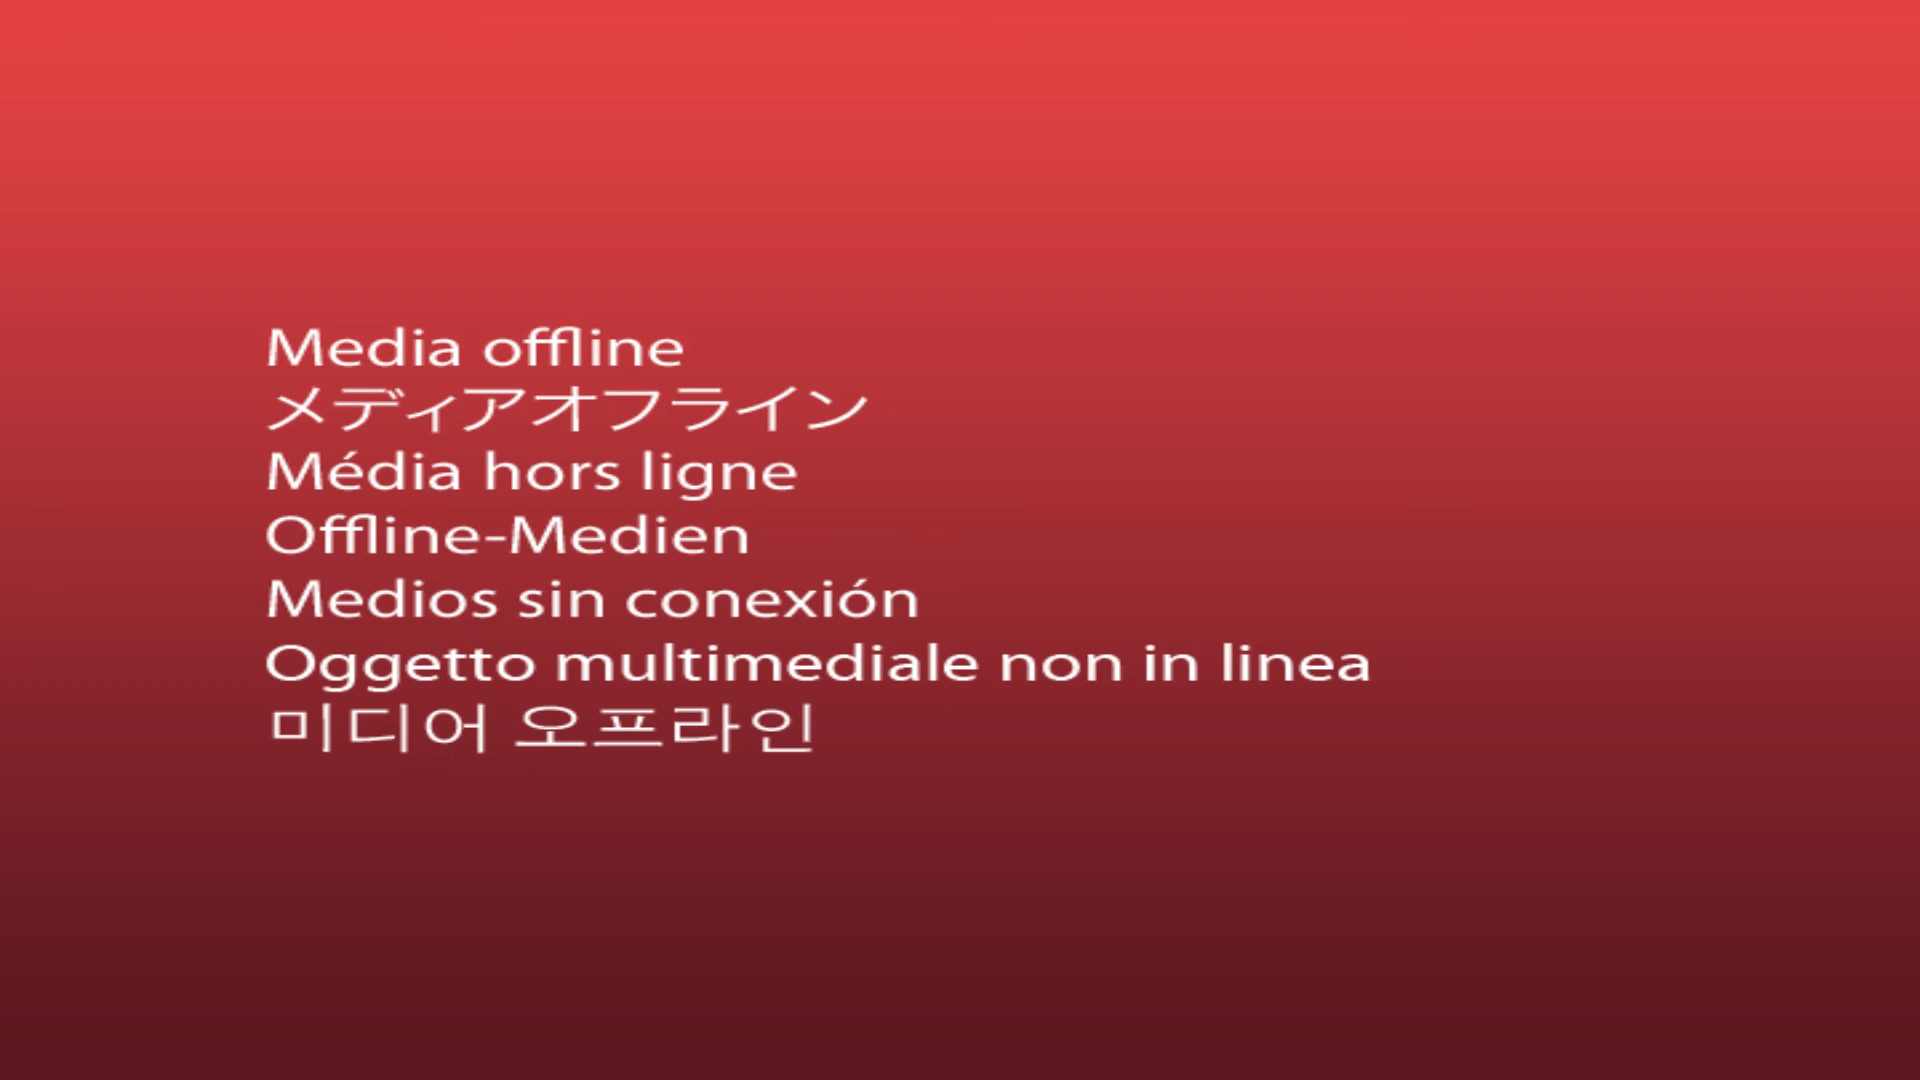 Media offline
メディアオフライン
Média hors ligne
Offline-Medien
Medios sin conexión
Oggetto multimediale non in linea
미디어 오프라인